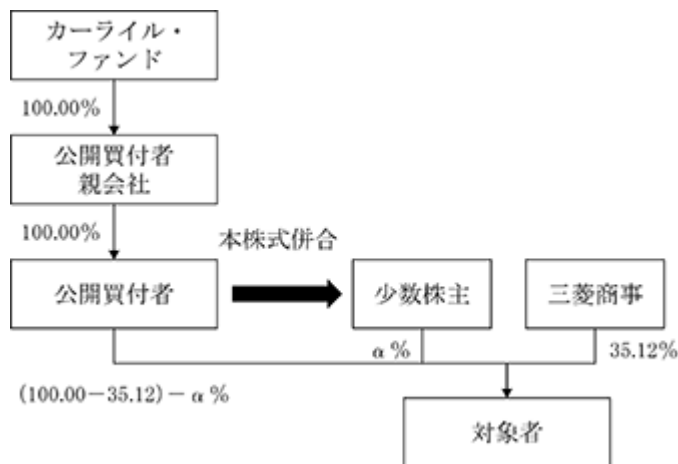 カーライル・
ファンド
100.00%
公開買付者
親会社
100.00%
本株式併合
公開買付者
少数株主
三菱商事
α%
35.12%
(100.00－35.12)－α%
対象者